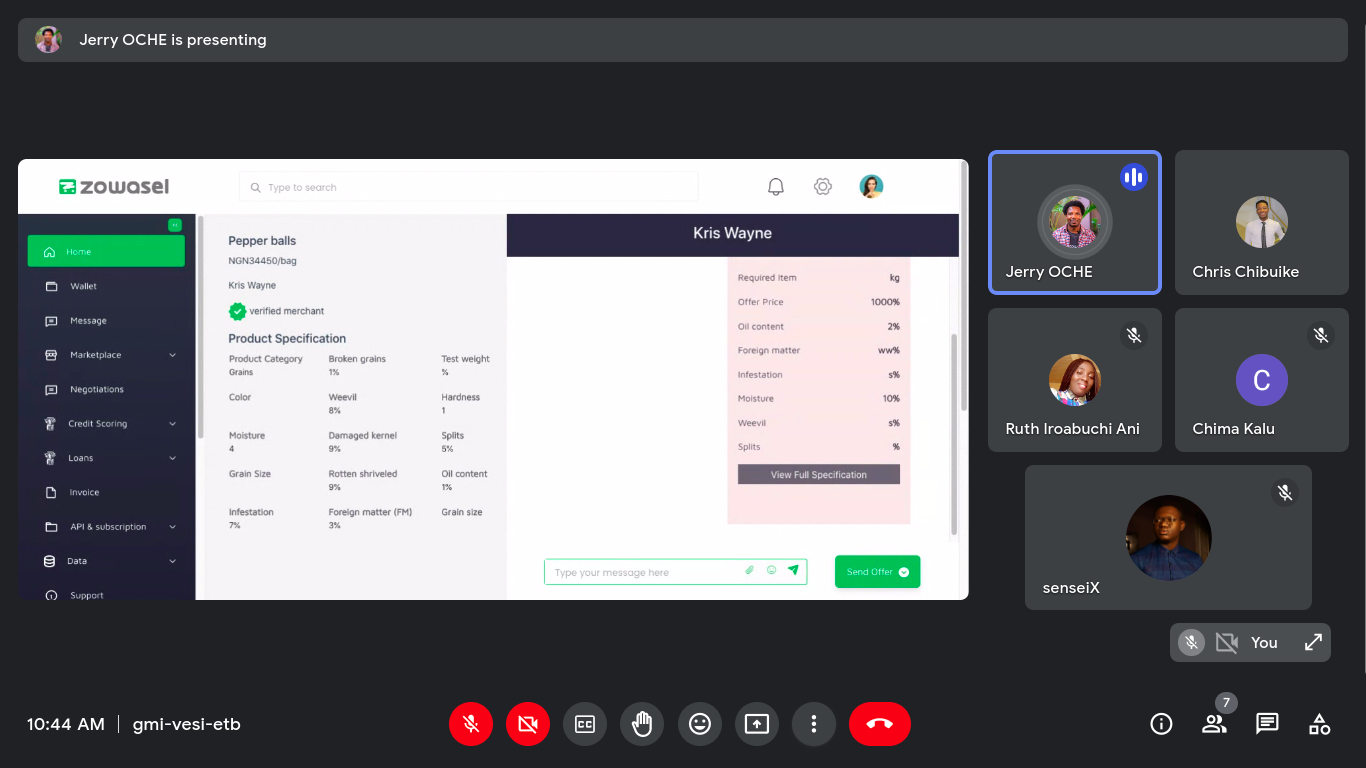 Jerry OCHE is presenting
zowasel
Type to search
Home
Wallet
Message
Marketplace
Negotiations
Credit Scoring
Loans
Invoice
API & subscription
Data
Support
Pepper balls
NGN34450/bag
Kris Wayne
verified merchant
Product Specification
Product Category Broken grains Test weight
Grains 1% %
Color Weevil Hardness
8% 1
Moisture Damaged kernel Splits
4 9% 5%
Grain Size Rotten shriveled Oil content
9% 1%
Infestation Foreign matter (FM) Grain size
7% 3%
Kris Wayne
Required Item kg
Offer Price 1000%
Oil content 2%
Foreign matter ww%
Infestation s%
Moisture 10%
Weevil s%
Splits %
View Full Specification
Type your message here
Send Offer
Jerry OCHE
Chris Chibuike
Ruth Iroabuchi Ani
C
Chima Kalu
senseiX
You
10:44 AM | gmi-vesi-etb
CC
7